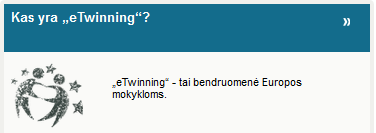 Kas yra „eTwinning“? »
„eTwinning“ - tai bendruomenė Europos
mokykloms.